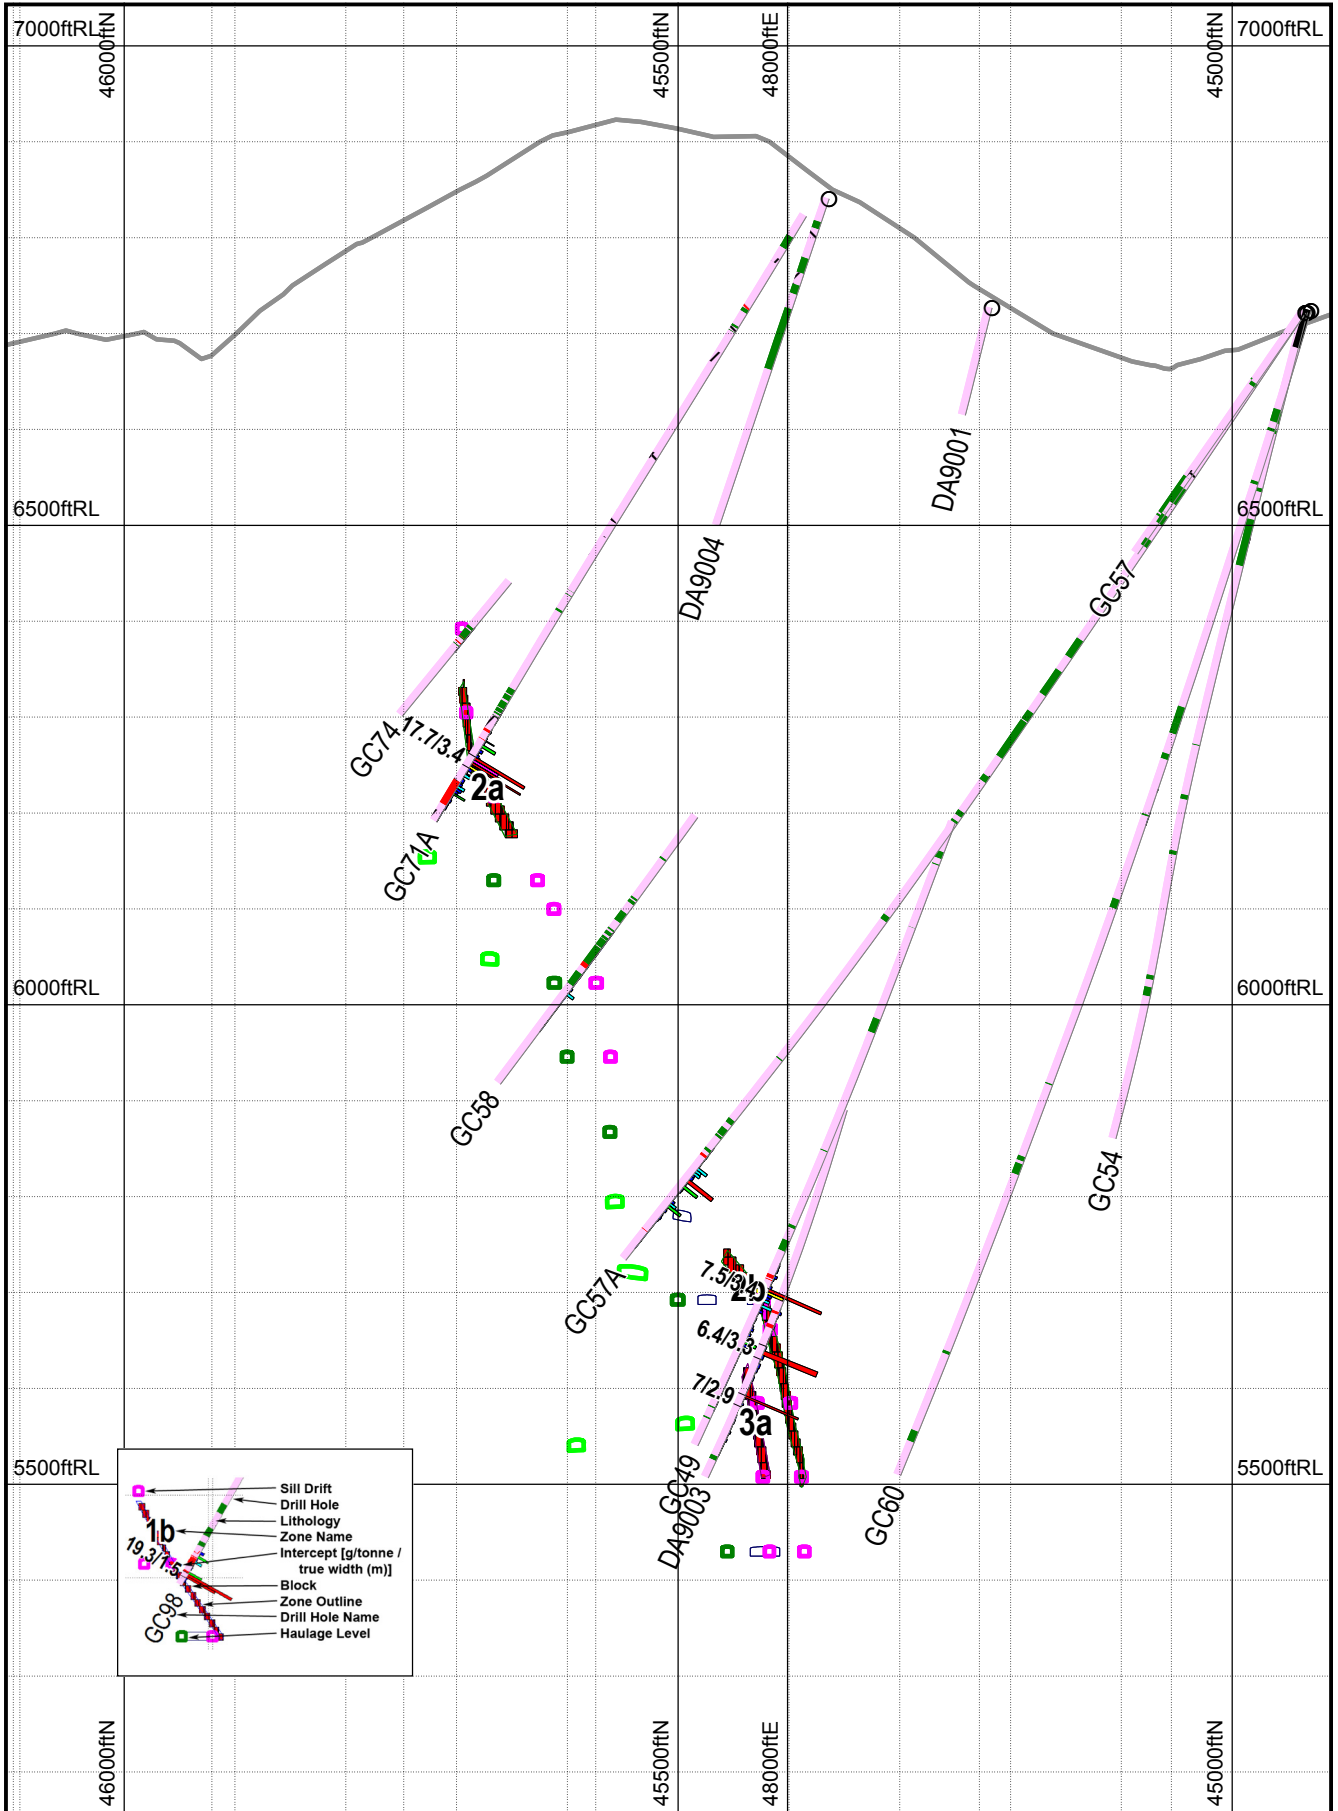 7000ftRL
46000ftN
45500ftN
48000ftE
45000ftN
7000ftRL
DA9001
6500ftRL
6500ftRL
DA9004
GC57
GC74
17.7/3.4
2a
GC71A
6000ftRL
6000ftRL
GC58
GC54
GC57A
7.5/3.4
2b
6.4/3.3
7/2.9
3a
5500ftRL
5500ftRL
GC49
DA9003
GC60
Sill Drift
Drill Hole
Lithology
1b
Zone Name
19.3/1.5
Intercept [g/tonne /
true width (m)]
Block
Zone Outline
GC98
Drill Hole Name
Haulage Level
46000ftN
45500ftN
48000ftE
45000ftN